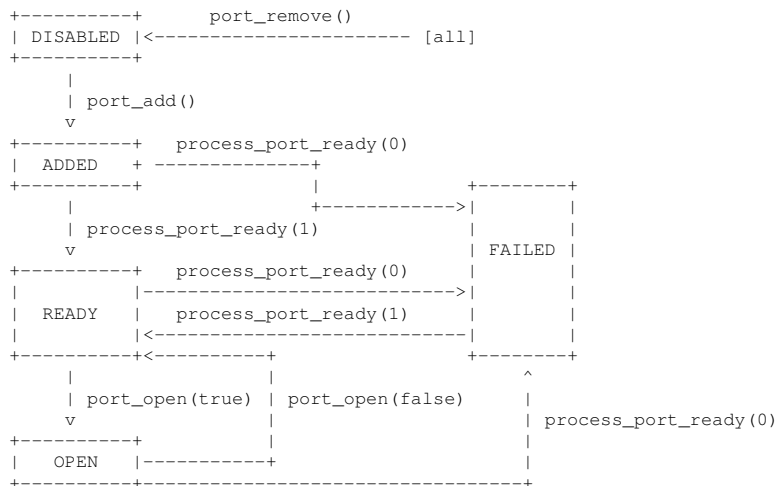 port_remove()
DISABLED [all]
port_add()
process_port_ready(0)
ADDED
process_port_ready(1)
FAILED
process_port_ready(0)
READY process_port_ready(1)
port_open(true) port_open(false)
process_port_ready(0)
OPEN